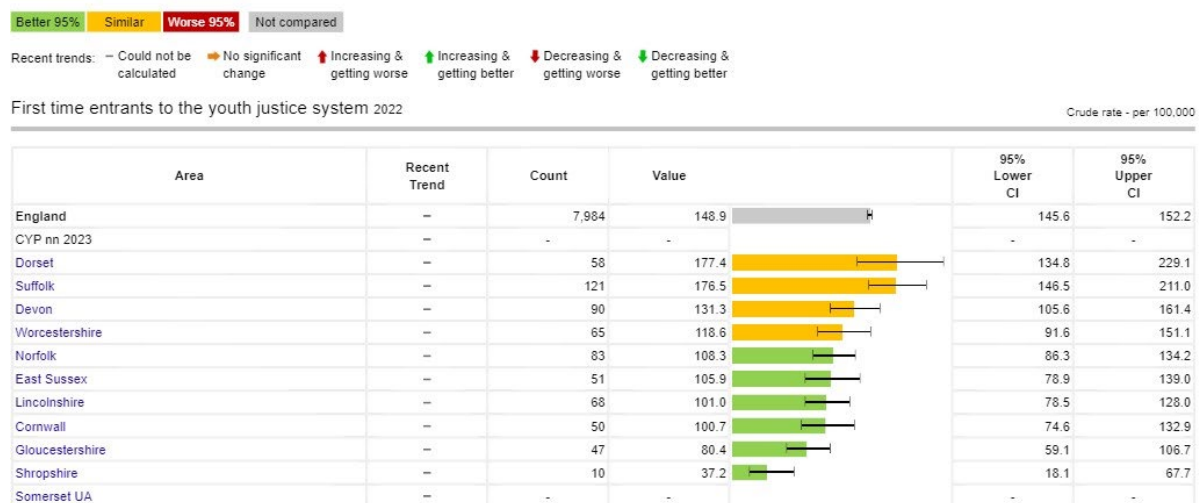 Better 95% Similar Worse 95% Not compared
Recent trends: – Could not be calculated ➡ No significant change ⬆ Increasing & getting worse ⬆ Increasing & getting better ⬇ Decreasing & getting worse ⬇ Decreasing & getting better
First time entrants to the youth justice system 2022
Crude rate - per 100,000
Area Recent Trend Count Value 95% Lower CI 95% Upper CI
England – 7,984 148.9 145.6 152.2
CYP nn 2023 – - - - -
Dorset – 58 177.4 134.8 229.1
Suffolk – 121 176.5 146.5 211.0
Devon – 90 131.3 105.6 161.4
Worcestershire – 65 118.6 91.6 151.1
Norfolk – 83 108.3 86.3 134.2
East Sussex – 51 105.9 78.9 139.0
Lincolnshire – 68 101.0 78.5 128.0
Cornwall – 50 100.7 74.6 132.9
Gloucestershire – 47 80.4 59.1 106.7
Shropshire – 10 37.2 18.1 67.7
Somerset UA – - - - -